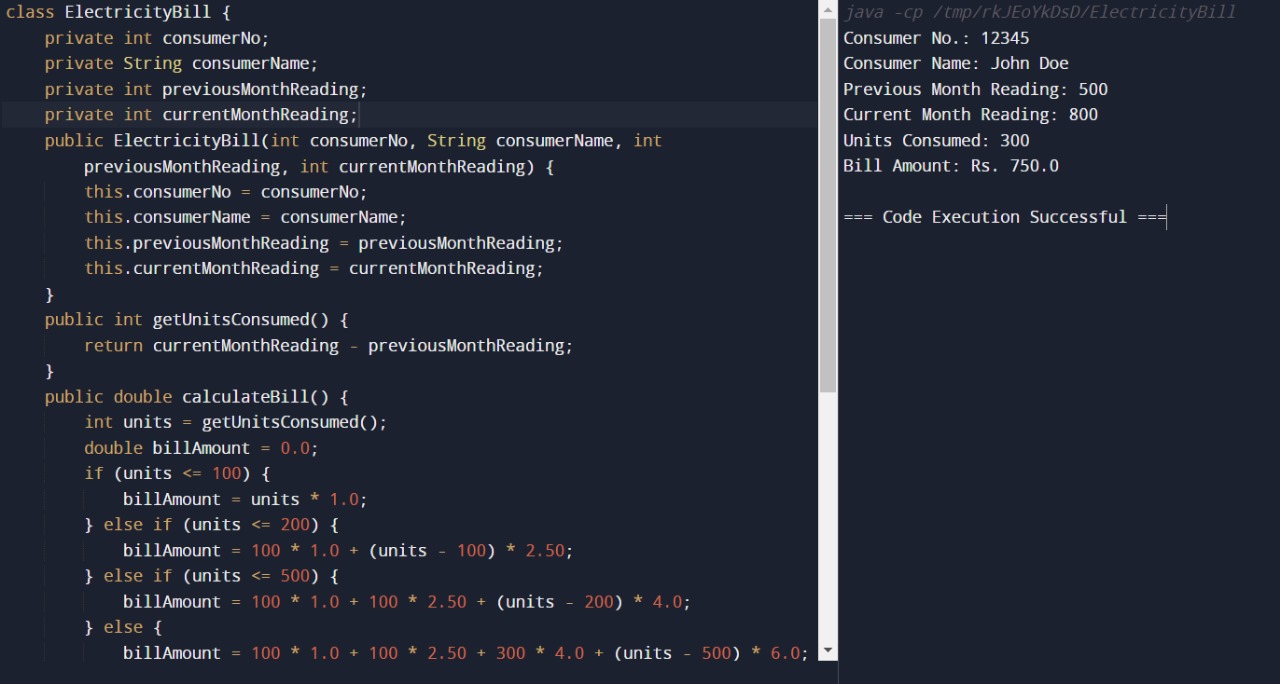 class ElectricityBill {
    private int consumerNo;
    private String consumerName;
    private int previousMonthReading;
    private int currentMonthReading;
    public ElectricityBill(int consumerNo, String consumerName, int
        previousMonthReading, int currentMonthReading) {
        this.consumerNo = consumerNo;
        this.consumerName = consumerName;
        this.previousMonthReading = previousMonthReading;
        this.currentMonthReading = currentMonthReading;
    }
    public int getUnitsConsumed() {
        return currentMonthReading - previousMonthReading;
    }
    public double calculateBill() {
        int units = getUnitsConsumed();
        double billAmount = 0.0;
        if (units <= 100) {
            billAmount = units * 1.0;
        } else if (units <= 200) {
            billAmount = 100 * 1.0 + (units - 100) * 2.50;
        } else if (units <= 500) {
            billAmount = 100 * 1.0 + 100 * 2.50 + (units - 200) * 4.0;
        } else {
            billAmount = 100 * 1.0 + 100 * 2.50 + 300 * 4.0 + (units - 500) * 6.0;
java -cp /tmp/rkJEoYkDsD/ElectricityBill
Consumer No.: 12345
Consumer Name: John Doe
Previous Month Reading: 500
Current Month Reading: 800
Units Consumed: 300
Bill Amount: Rs. 750.0
=== Code Execution Successful ===